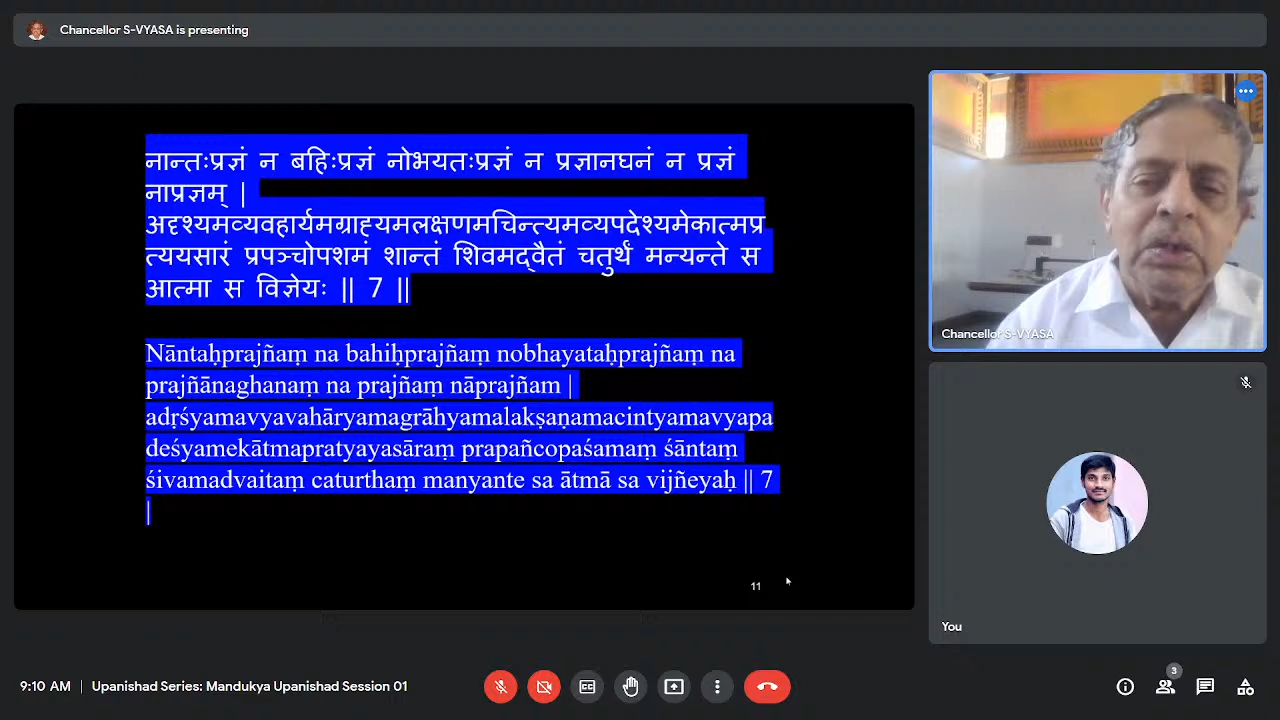 Chancellor S-VYASA is presenting
नान्तःप्रज्ञं न बहिःप्रज्ञं नोभयतःप्रज्ञं न प्रज्ञानघनं न प्रज्ञं
नाप्रज्ञम् |
अदृश्यमव्यवहार्यमग्राह्यमलक्षणमचिन्त्यमव्यपदेश्यमेकात्मप्र
त्ययसारं प्रपञ्चोपशमं शान्तं शिवमद्वैतं चतुर्थं मन्यन्ते स
आत्मा स विज्ञेयः || 7 ||
Nāntaḥprajñaṃ na bahiḥprajñaṃ nobhayataḥprajñaṃ na
prajñānaghanaṃ na prajñaṃ nāprajñam |
adṛśyamavyavahāryamagrāhyamalakṣaṇamacintyamavyapa
deśyamekātmapratyayasāraṃ prapañcopaśamaṃ śāntaṃ
śivamadvaitaṃ caturthaṃ manyante sa ātmā sa vijñeyaḥ || 7
|
11
Chancellor S-VYASA
You
9:10 AM | Upanishad Series: Mandukya Upanishad Session 01
CC
3